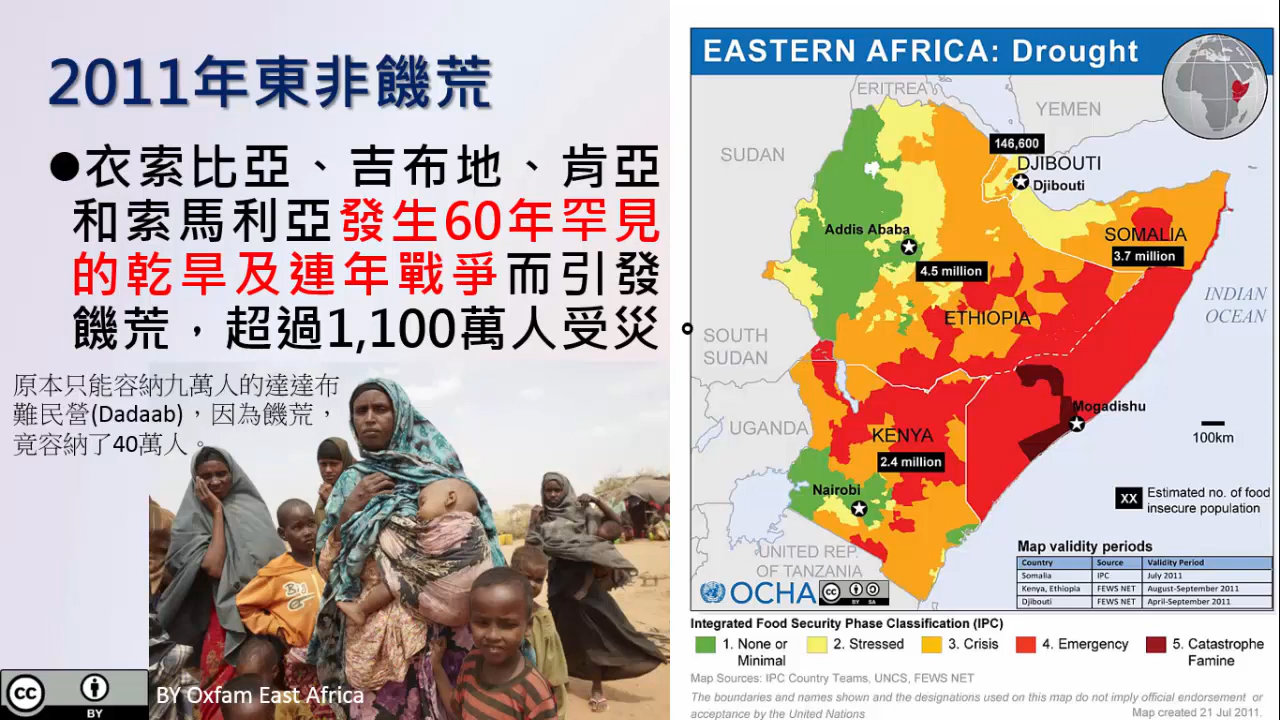 2011年東非饑荒
●衣索比亞、吉布地、肯亞
和索馬利亞發生60年罕見
的乾旱及連年戰爭而引發
饑荒，超過1,100萬人受災
原本只能容納九萬人的達達布
難民營(Dadaab)，因為饑荒，
竟容納了40萬人。
cc
BY
BY Oxfam East Africa
EASTERN AFRICA: Drought
ERITREA
YEMEN
SUDAN
146,600
DJIBOUTI
Djibouti
Addis Ababa
SOMALIA
3.7 million
4.5 million
INDIAN
OCEAN
ETHIOPIA
SOUTH
SUDAN
Mogadishu
UGANDA
KENYA
100km
2.4 million
Nairobi
XX Estimated no. of food
insecure population
UNITED REP.
OF TANZANIA
Map validity periods
Country Source Validity Period
Somalia IPC July 2011
Kenya, Ethiopia FEWS NET August-September 2011
Djibouti FEWS NET April-September 2011
OCHA
cc
BY SA
Integrated Food Security Phase Classification (IPC)
1. None or
Minimal
2. Stressed
3. Crisis
4. Emergency
5. Catastrophe
Famine
Map Sources: IPC Country Teams, UNCS, FEWS NET
The boundaries and names shown and the designations used on this map do not imply official endorsement or
acceptance by the United Nations
Map created 21 Jul 2011.